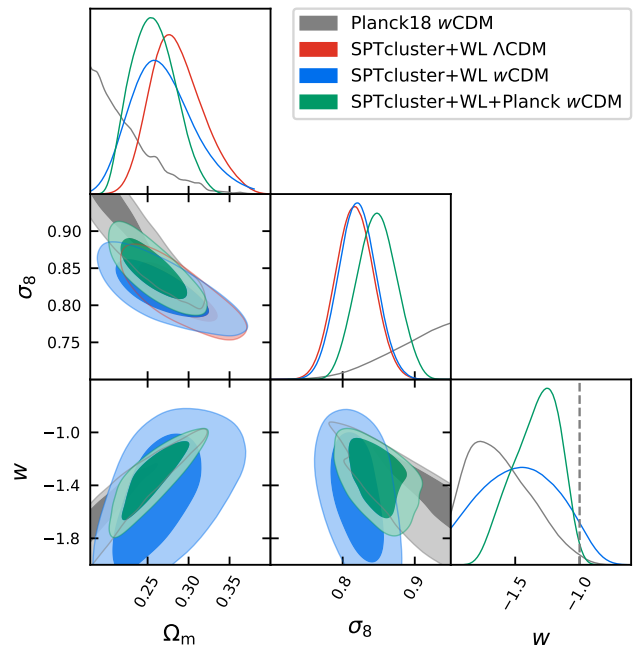 Planck18 wCDM
SPTcluster+WL ΛCDM
SPTcluster+WL wCDM
SPTcluster+WL+Planck wCDM
0.90
0.85
0.80
0.75
σ₈
−1.0
−1.4
−1.8
w
0.25 0.30 0.35
0.8 0.9
−1.5 −1.0
Ωₘ σ₈ w